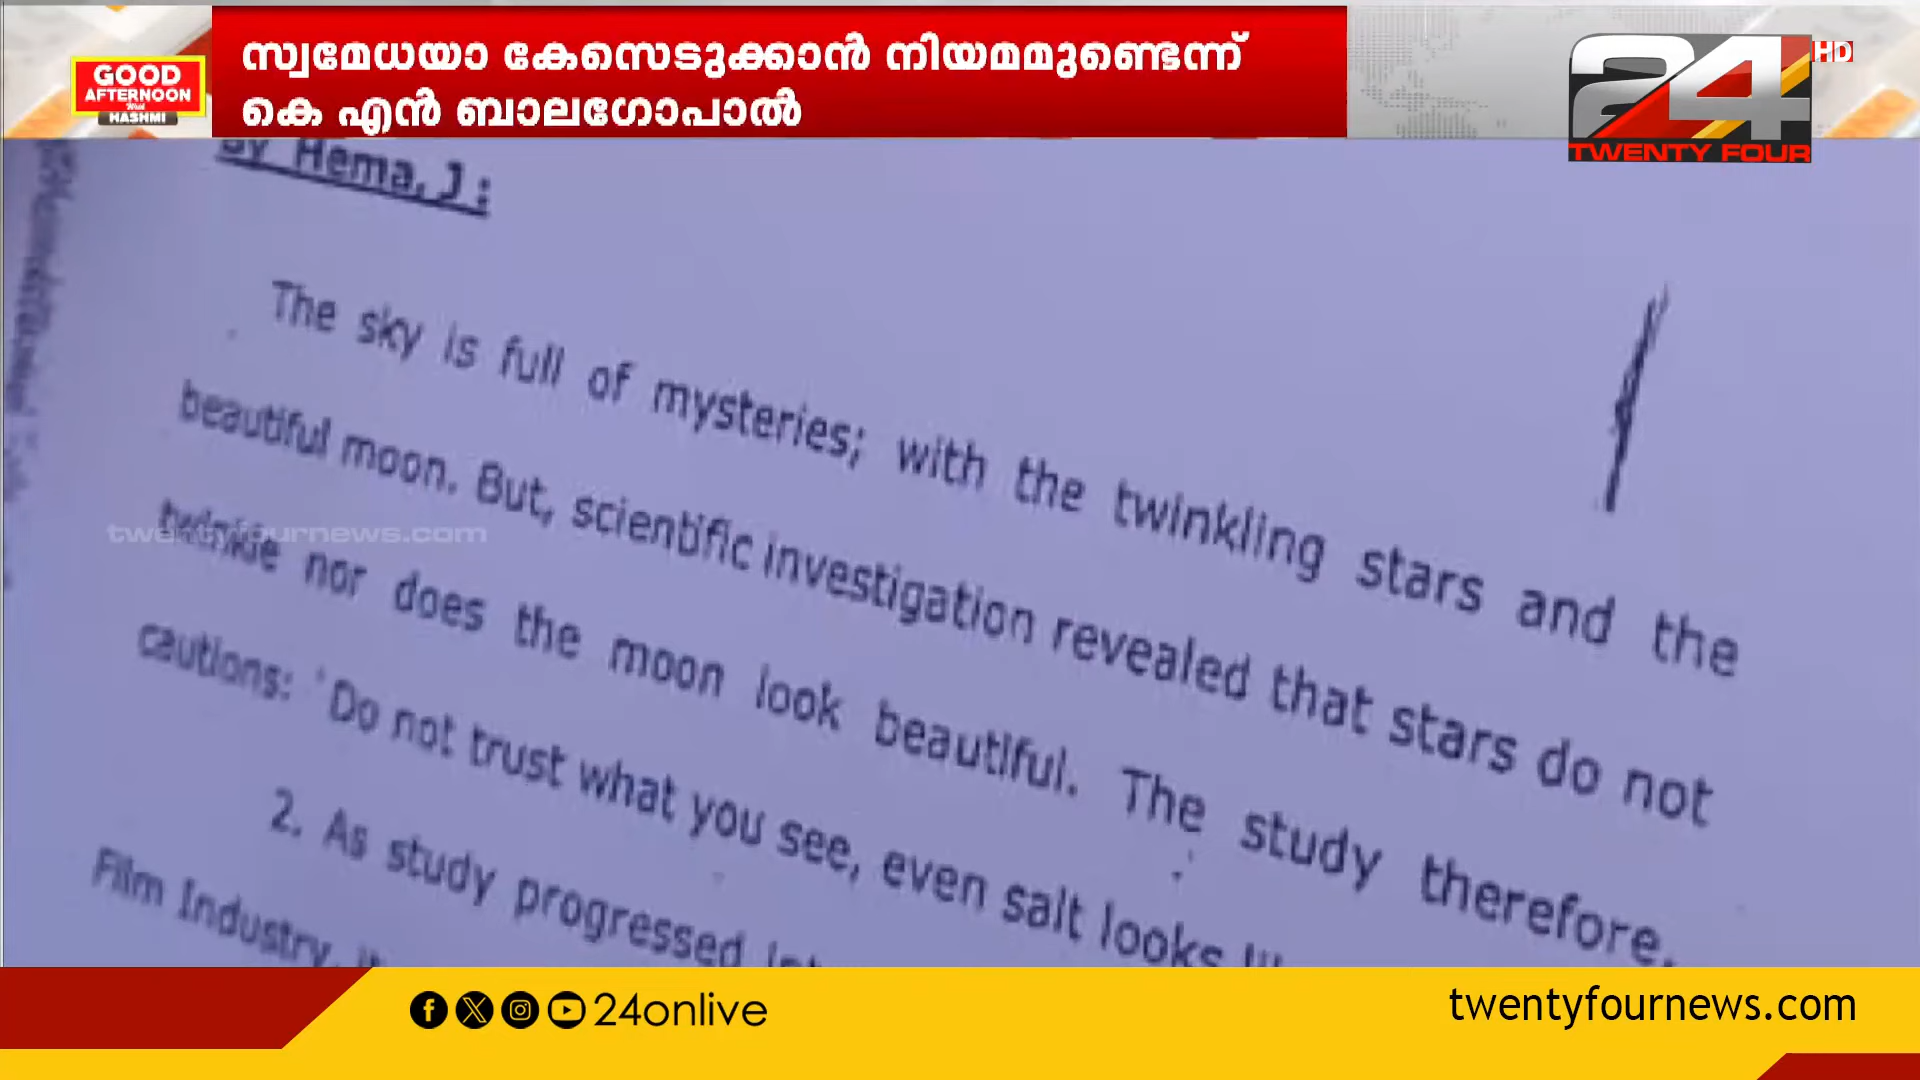 GOOD
AFTERNOON
With
HASHMI
സ്വമേധയാ കേസെടുക്കാൻ നിയമമുണ്ടെന്ന്
കെ എൻ ബാലഗോപാൽ
24 HD
TWENTY FOUR
By Hema, J :
The sky is full of mysteries; with the twinkling stars and the
beautiful moon. But, scientific investigation revealed that stars do not
twinkle nor does the moon look beautiful. The study therefore,
cautions: 'Do not trust what you see, even salt looks
2. As study progressed
Film Industry,
twentyfournews.com
24onlive
twentyfournews.com